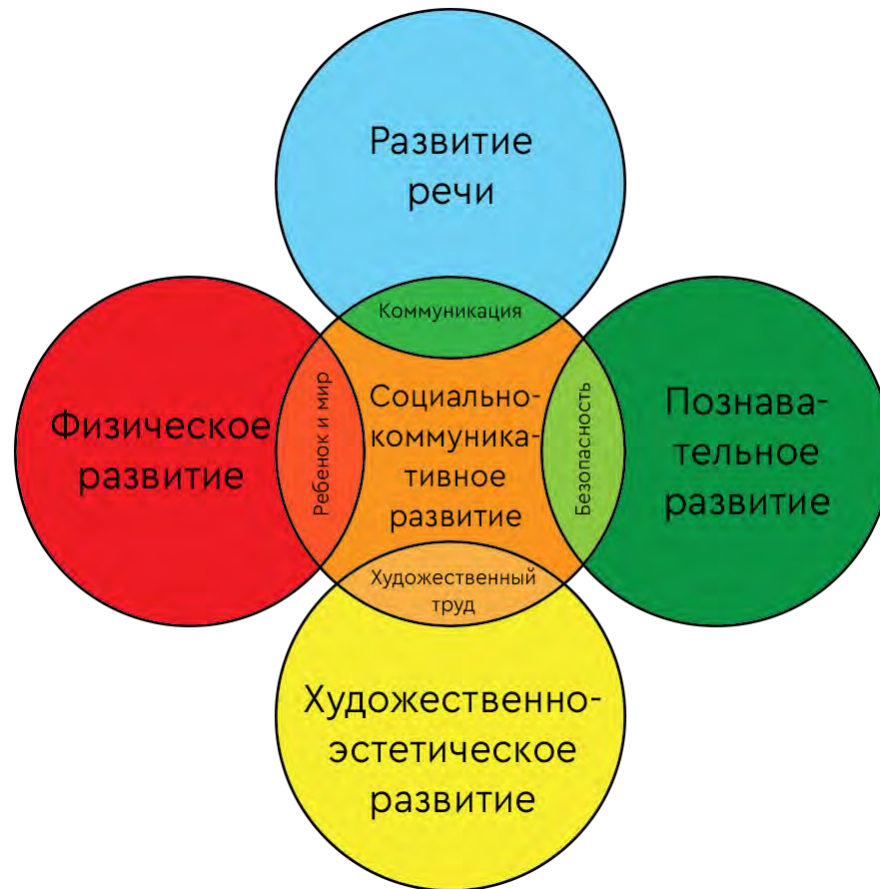 Развитие
речи
Коммуникация
Физическое
развитие
Ребенок и мир
Социально-
коммуника-
тивное
развитие
Безопасность
Познава-
тельное
развитие
Художественный
труд
Художественно-
эстетическое
развитие